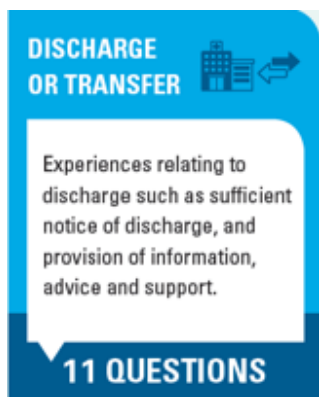 DISCHARGE
OR TRANSFER
Experiences relating to
discharge such as sufficient
notice of discharge, and
provision of information,
advice and support.
11 QUESTIONS